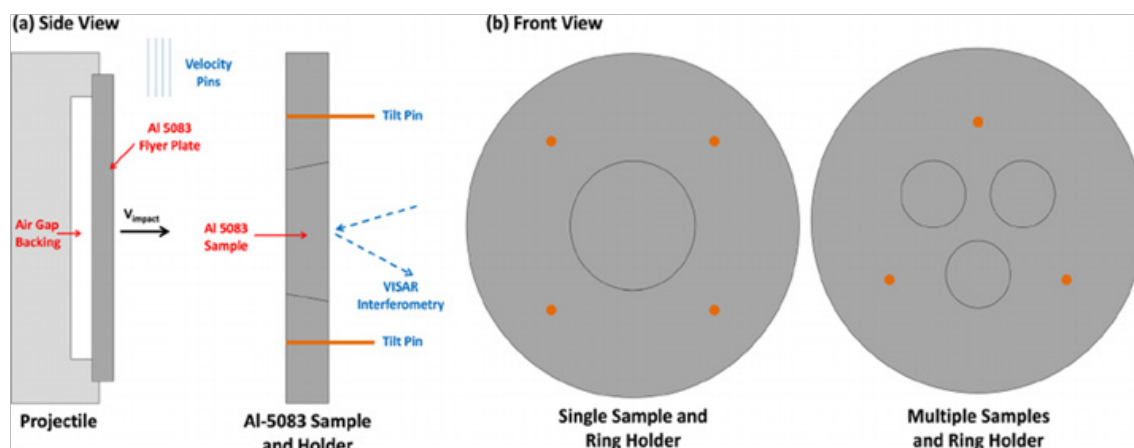 (a) Side View
Velocity
Pins
Al 5083
Flyer Plate
Air Gap
Backing
Vimpact
Projectile
Tilt Pin
Al 5083
Sample
VISAR
Interferometry
Tilt Pin
Al-5083 Sample
and Holder
(b) Front View
Single Sample and
Ring Holder
Multiple Samples
and Ring Holder